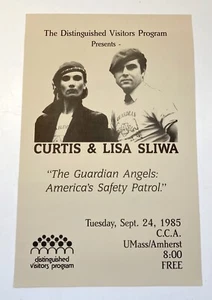 The Distinguished Visitors Program
Presents -
CURTIS & LISA SLIWA
"The Guardian Angels:
America's Safety Patrol."
Tuesday, Sept. 24, 1985
C.C.A.
UMass/Amherst
8:00
FREE
distinguished
visitors program